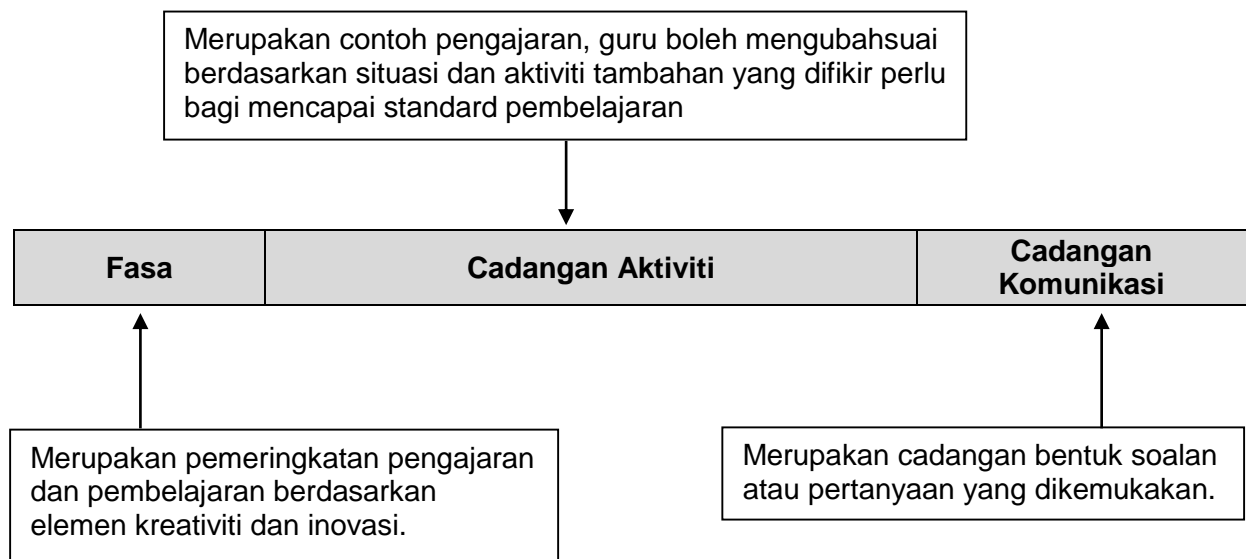 Merupakan contoh pengajaran, guru boleh mengubahsuai
berdasarkan situasi dan aktiviti tambahan yang difikir perlu
bagi mencapai standard pembelajaran
Fasa
Cadangan Aktiviti
Cadangan
Komunikasi
Merupakan pemeringkatan pengajaran
dan pembelajaran berdasarkan
elemen kreativiti dan inovasi.
Merupakan cadangan bentuk soalan
atau pertanyaan yang dikemukakan.